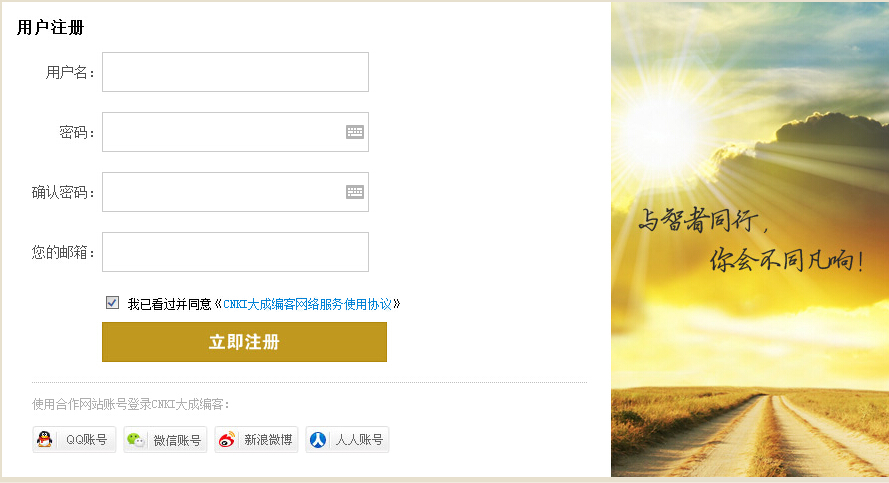 用户注册
用户名：
密码：
确认密码：
您的邮箱：
我已看过并同意《CNKI大成编客网络服务使用协议》
立即注册
使用合作网站账号登录CNKI大成编客：
QQ账号 微信账号 新浪微博 人人账号
与智者同行，
你会不同凡响！